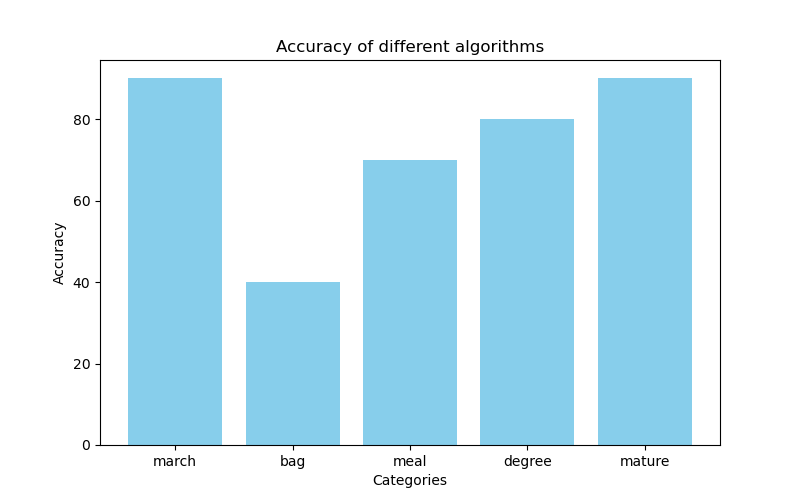 Accuracy of different algorithms
Accuracy
80
60
40
20
0
march bag meal degree mature
Categories